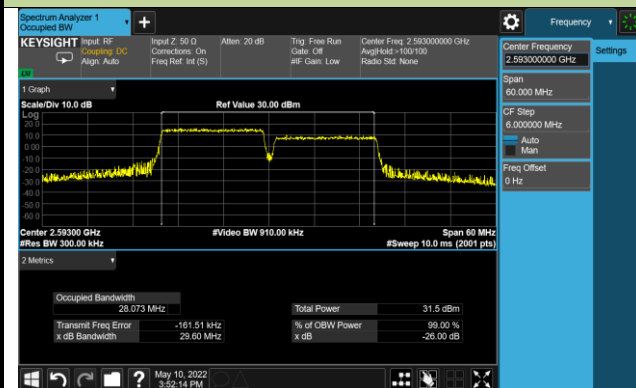 Spectrum Analyzer 1
Occupied BW
+
Frequency
KEYSIGHT
Input: RF
Coupling: DC
Align: Auto
Input Z: 50 Ω
Corrections: On
Freq Ref: Int (S)
Atten: 20 dB
Trig: Free Run
Gate: Off
#IF Gain: Low
Center Freq: 2.593000000 GHz
Avg|Hold:>100/100
Radio Std: None
Center Frequency
2.593000000 GHz
Settings
Span
60.000 MHz
CF Step
6.000000 MHz
Auto
Man
Freq Offset
0 Hz
1 Graph
Scale/Div 10.0 dB
Ref Value 30.00 dBm
Log
20.0
10.0
0.00
-10.0
-20.0
-30.0
-40.0
-50.0
-60.0
Center 2.59300 GHz
#Video BW 910.00 kHz
Span 60 MHz
#Res BW 300.00 kHz
#Sweep 10.0 ms (2001 pts)
2 Metrics
Occupied Bandwidth
28.073 MHz
Total Power 31.5 dBm
Transmit Freq Error -161.51 kHz
% of OBW Power 99.00 %
x dB Bandwidth 29.60 MHz
x dB -26.00 dB
?
May 10, 2022
3:52:14 PM